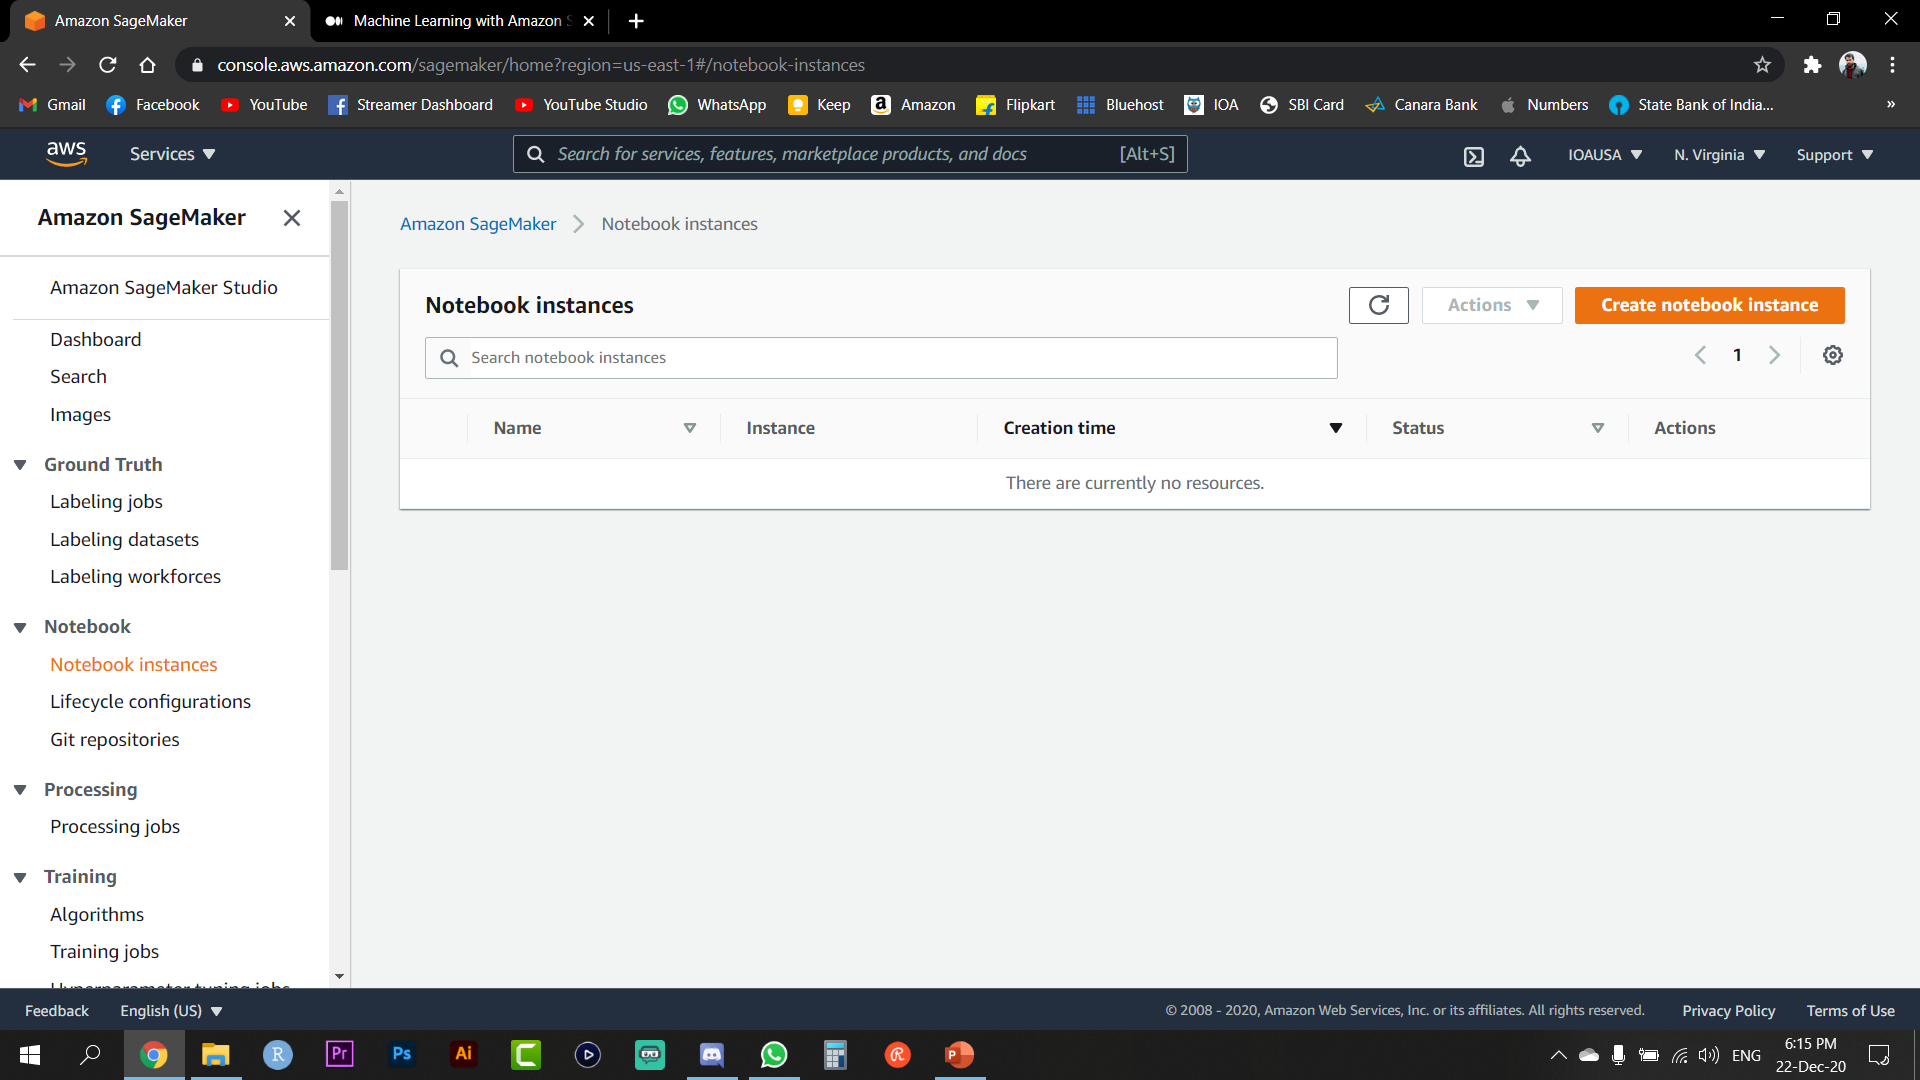 Amazon SageMaker
Machine Learning with Amazon S
console.aws.amazon.com/sagemaker/home?region=us-east-1#/notebook-instances
Gmail Facebook YouTube Streamer Dashboard YouTube Studio WhatsApp Keep Amazon Flipkart Bluehost IOA SBI Card Canara Bank Numbers State Bank of India... »
aws Services Search for services, features, marketplace products, and docs [Alt+S] IOAUSA N. Virginia Support
Amazon SageMaker
Amazon SageMaker Studio
Dashboard
Search
Images
Ground Truth
Labeling jobs
Labeling datasets
Labeling workforces
Notebook
Notebook instances
Lifecycle configurations
Git repositories
Processing
Processing jobs
Training
Algorithms
Training jobs
Hyperparameter tuning jobs
Amazon SageMaker > Notebook instances
Notebook instances
Actions
Create notebook instance
Search notebook instances
1
Name Instance Creation time Status Actions
There are currently no resources.
Feedback English (US) © 2008 - 2020, Amazon Web Services, Inc. or its affiliates. All rights reserved. Privacy Policy Terms of Use
R Pr Ps Ai C P ENG
6:15 PM
22-Dec-20